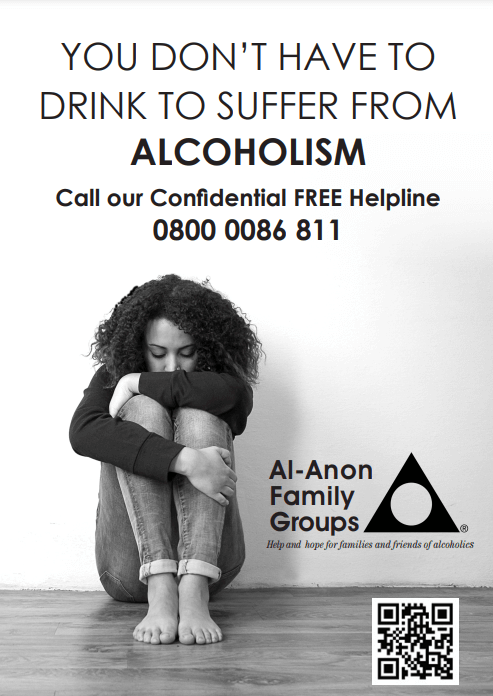 YOU DON’T HAVE TO
DRINK TO SUFFER FROM
ALCOHOLISM
Call our Confidential FREE Helpline
0800 0086 811
Al-Anon
Family
Groups
®
Help and hope for families and friends of alcoholics